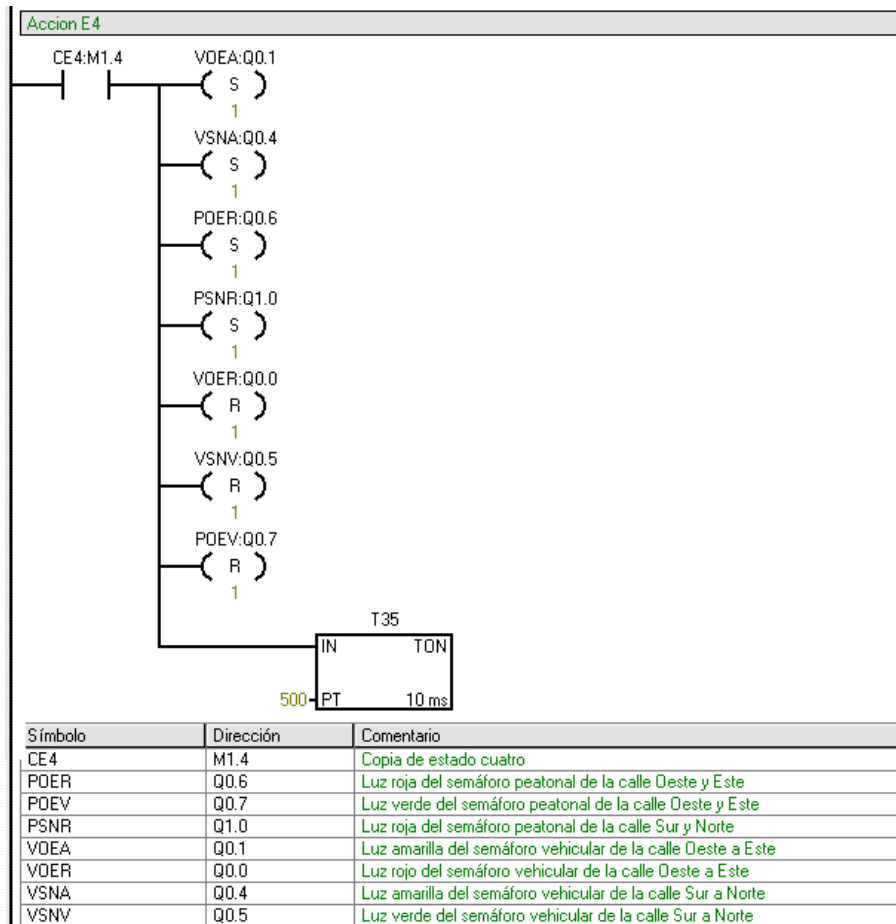 Accion E4
CE4:M1.4 VOEA:Q0.1
S
1
VSNA:Q0.4
S
1
POER:Q0.6
S
1
PSNR:Q1.0
S
1
VOER:Q0.0
R
1
VSNV:Q0.5
R
1
POEV:Q0.7
R
1
T35
IN TON
500 PT 10 ms
Símbolo Dirección Comentario
CE4 M1.4 Copia de estado cuatro
POER Q0.6 Luz roja del semáforo peatonal de la calle Oeste y Este
POEV Q0.7 Luz verde del semáforo peatonal de la calle Oeste y Este
PSNR Q1.0 Luz roja del semáforo peatonal de la calle Sur y Norte
VOEA Q0.1 Luz amarilla del semáforo vehicular de la calle Oeste a Este
VOER Q0.0 Luz rojo del semáforo vehicular de la calle Oeste a Este
VSNA Q0.4 Luz amarilla del semáforo vehicular de la calle Sur a Norte
VSNV Q0.5 Luz verde del semáforo vehicular de la calle Sur a Norte